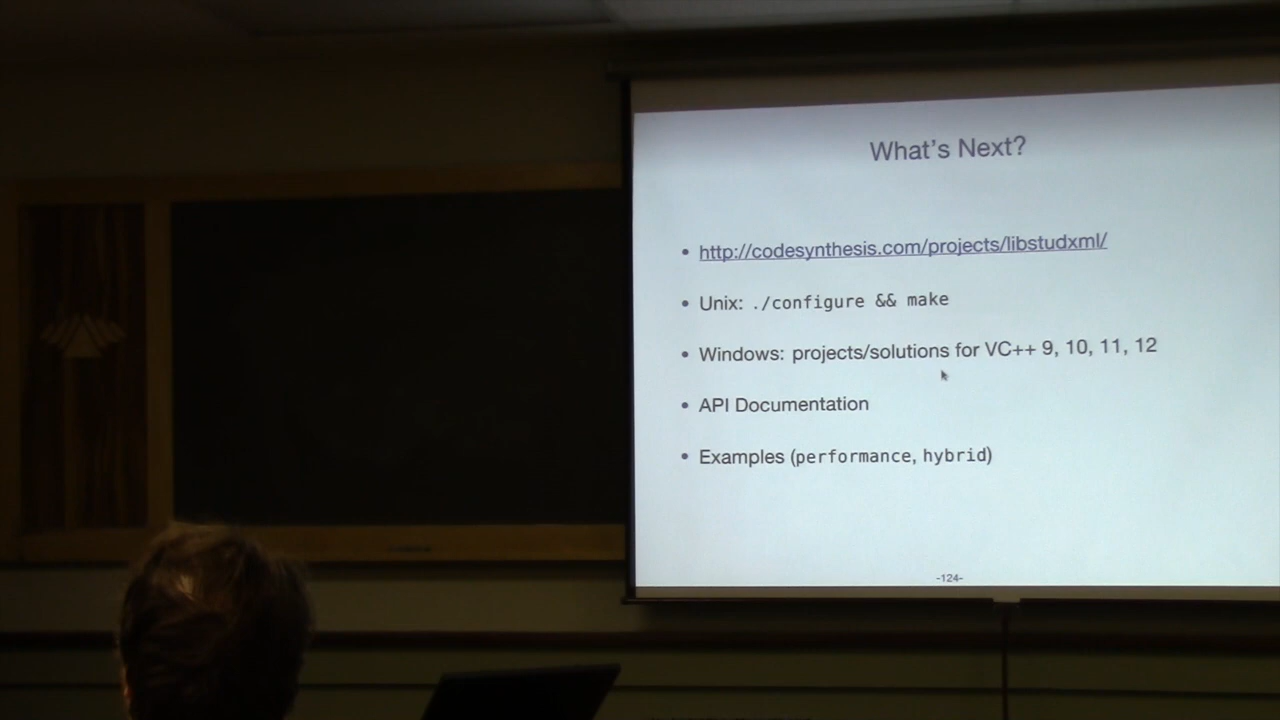 What's Next?
• http://codesynthesis.com/projects/libstudxml/
• Unix: ./configure && make
• Windows: projects/solutions for VC++ 9, 10, 11, 12
• API Documentation
• Examples (performance, hybrid)
-124-